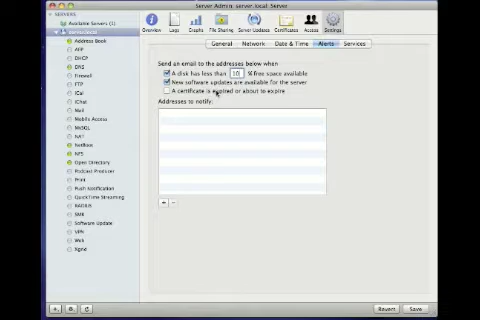 Server Admin: server.local: Server
SERVERS
Available Servers (1)
server.local
Address Book
AFP
DHCP
DNS
Firewall
FTP
iCal
iChat
Mail
Mobile Access
MySQL
NAT
NetBoot
NFS
Open Directory
Podcast Producer
Print
Push Notification
QuickTime Streaming
RADIUS
SMB
Software Update
VPN
Web
Xgrid
Overview
Logs
Graphs
File Sharing
Server Updates
Certificates
Access
Settings
General
Network
Date & Time
Alerts
Services
Send an email to the addresses below when
A disk has less than 10 % free space available
New software updates are available for the server
A certificate is expired or about to expire
Addresses to notify:
Revert
Save